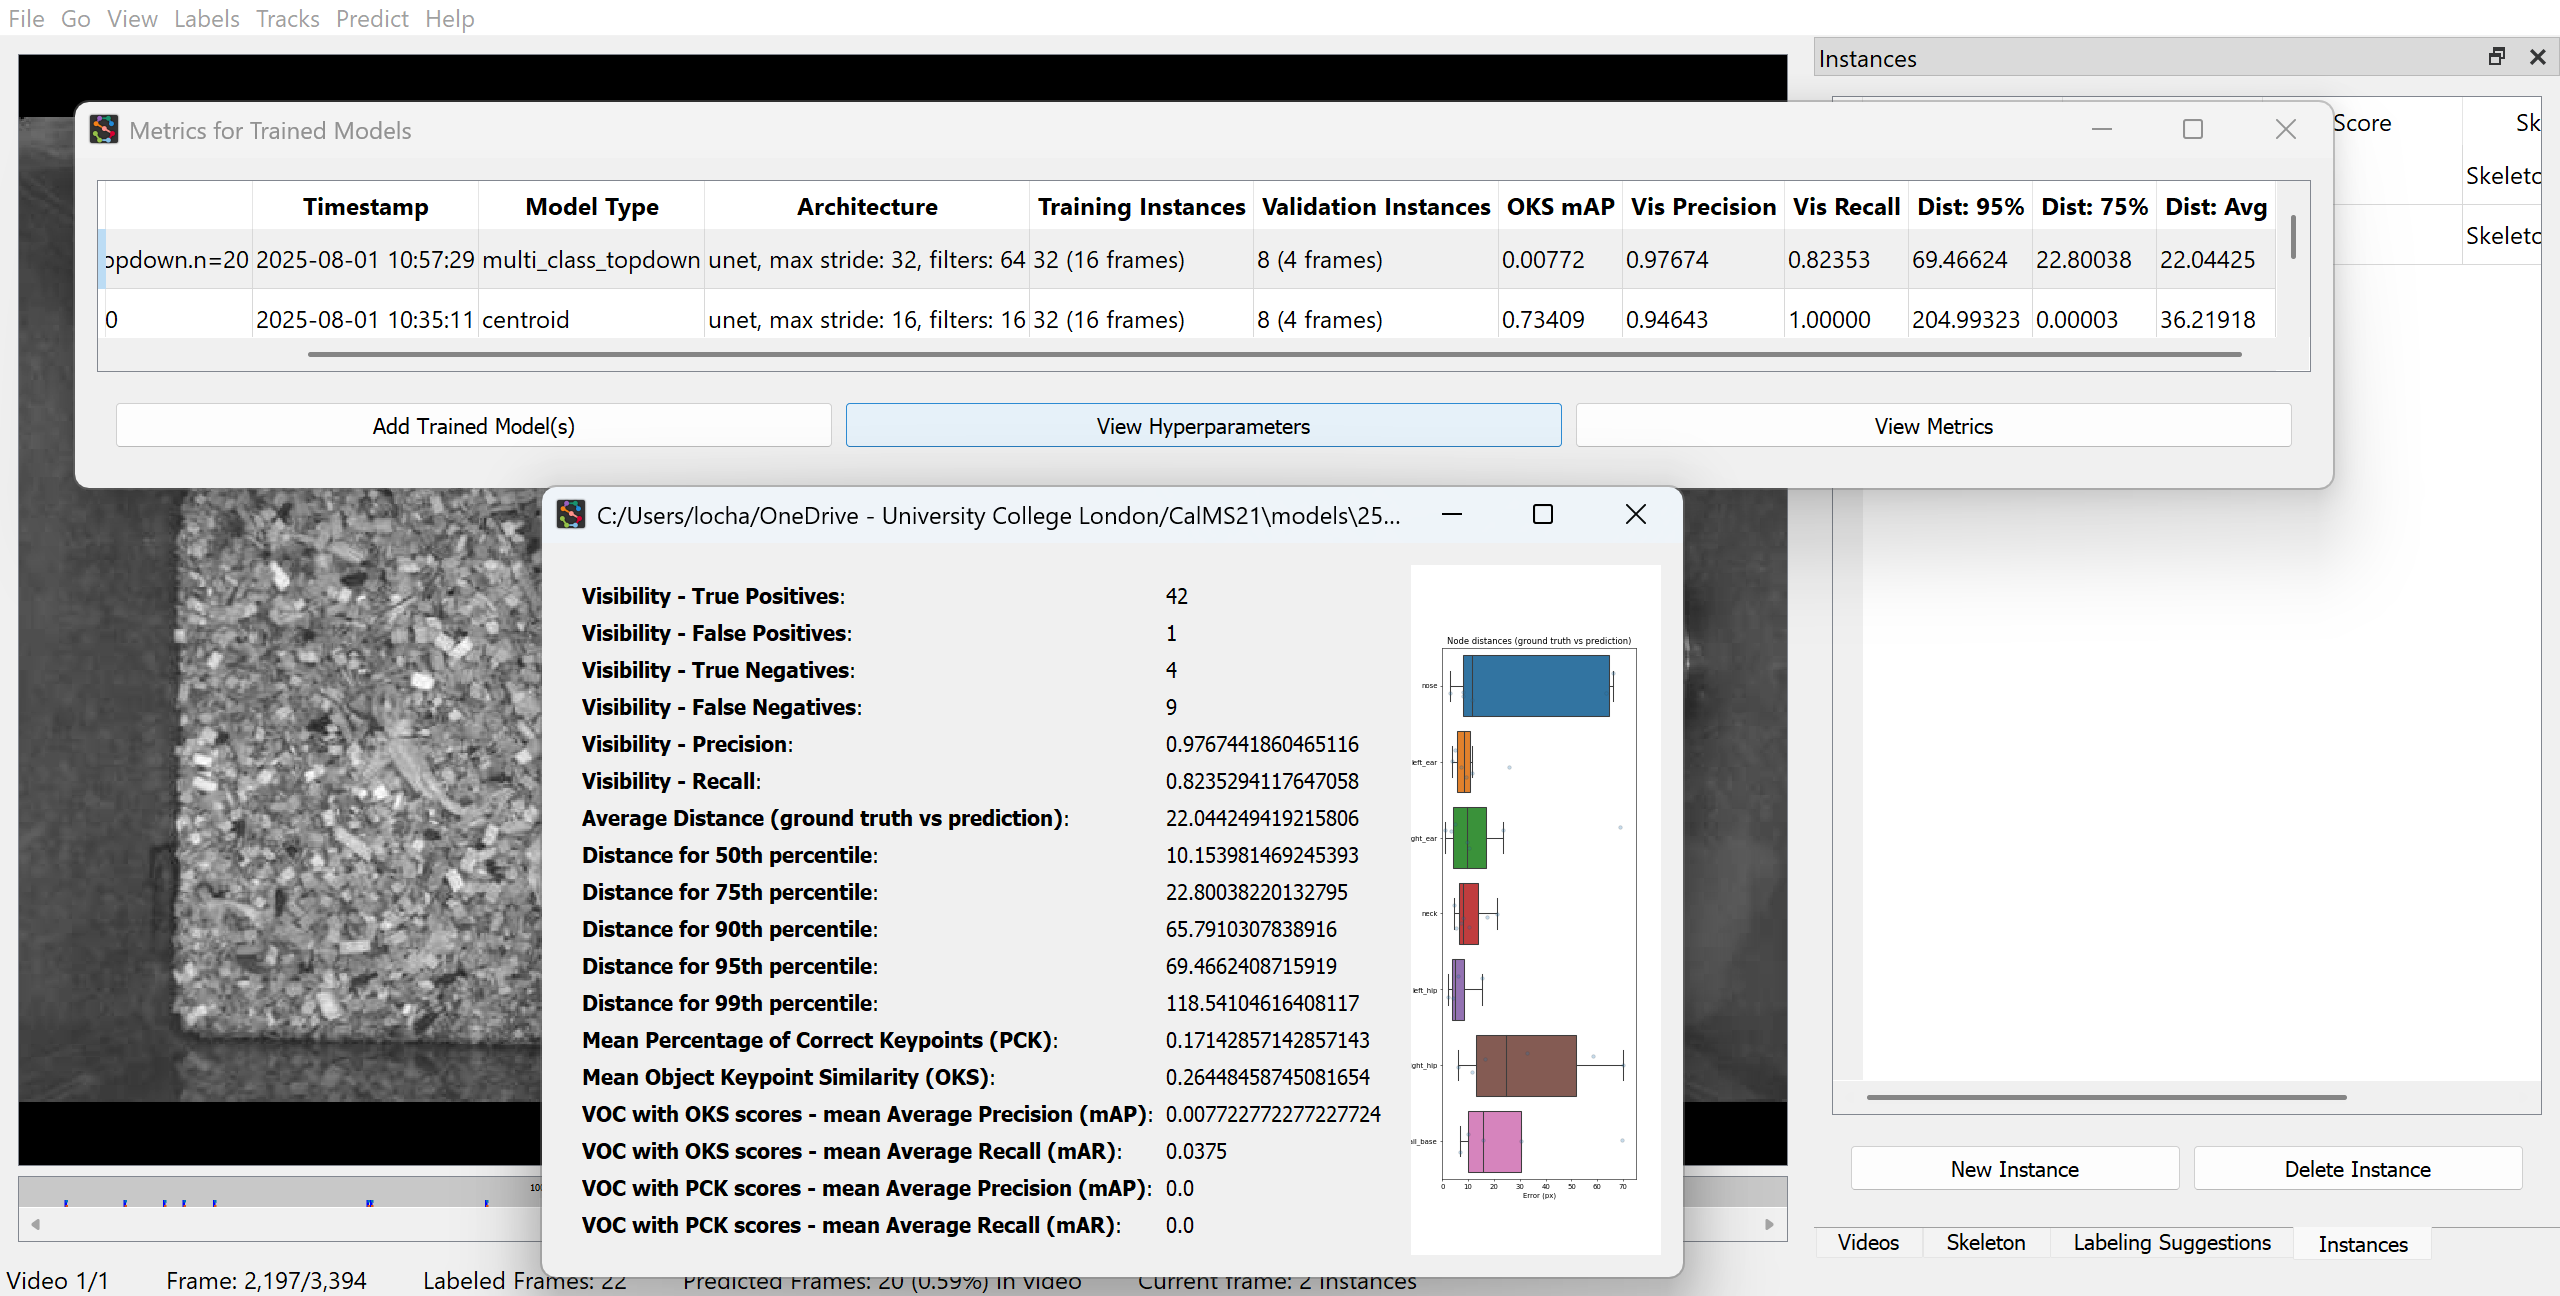 File Go View Labels Tracks Predict Help
Instances
Metrics for Trained Models
Score Sk
Timestamp Model Type Architecture Training Instances Validation Instances OKS mAP Vis Precision Vis Recall Dist: 95% Dist: 75% Dist: Avg
opdown.n=20 2025-08-01 10:57:29 multi_class_topdown unet, max stride: 32, filters: 64 32 (16 frames) 8 (4 frames) 0.00772 0.97674 0.82353 69.46624 22.80038 22.04425
0 2025-08-01 10:35:11 centroid unet, max stride: 16, filters: 16 32 (16 frames) 8 (4 frames) 0.73409 0.94643 1.00000 204.99323 0.00003 36.21918
Skeletc
Skeletc
Add Trained Model(s) View Hyperparameters View Metrics
C:/Users/locha/OneDrive - University College London/CalMS21\models\25...
Visibility - True Positives: 42
Visibility - False Positives: 1
Visibility - True Negatives: 4
Visibility - False Negatives: 9
Visibility - Precision: 0.9767441860465116
Visibility - Recall: 0.8235294117647058
Average Distance (ground truth vs prediction): 22.044249419215806
Distance for 50th percentile: 10.153981469245393
Distance for 75th percentile: 22.80038220132795
Distance for 90th percentile: 65.7910307838916
Distance for 95th percentile: 69.4662408715919
Distance for 99th percentile: 118.54104616408117
Mean Percentage of Correct Keypoints (PCK): 0.17142857142857143
Mean Object Keypoint Similarity (OKS): 0.26448458745081654
VOC with OKS scores - mean Average Precision (mAP): 0.007722772277227724
VOC with OKS scores - mean Average Recall (mAR): 0.0375
VOC with PCK scores - mean Average Precision (mAP): 0.0
VOC with PCK scores - mean Average Recall (mAR): 0.0
Node distances (ground truth vs prediction)
nose
left_ear
ght_ear
neck
left_hip
ght_hip
ail_base
0 10 20 30 40 50 60 70
Error (px)
100
New Instance Delete Instance
Videos Skeleton Labeling Suggestions Instances
Video 1/1 Frame: 2,197/3,394 Labeled Frames: 22 Predicted Frames: 20 (0.59%) in video Current frame: 2 instances